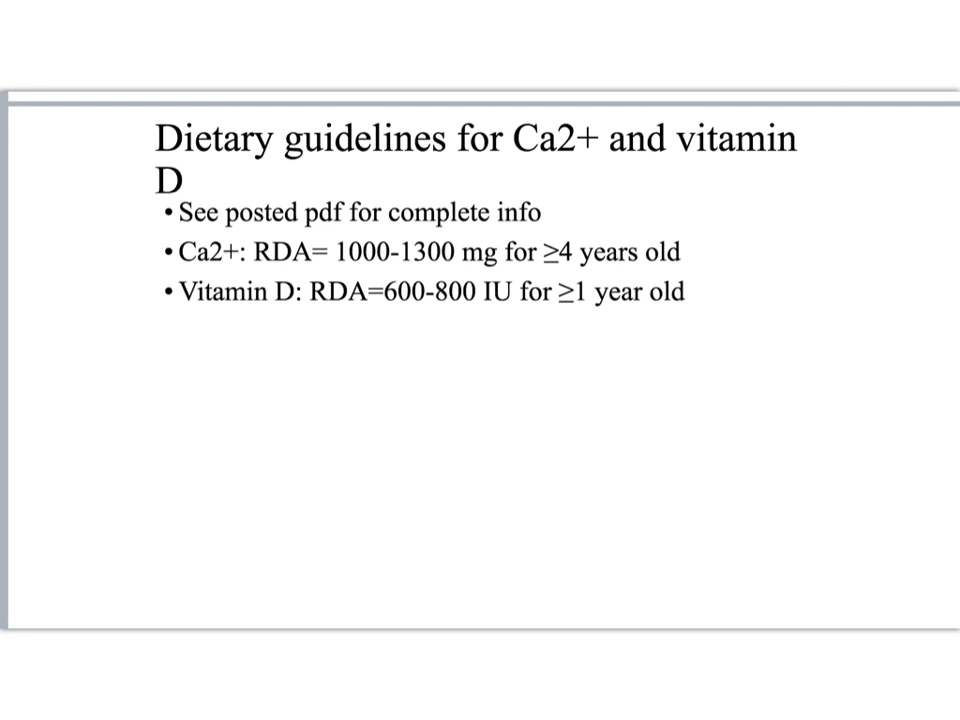 Dietary guidelines for Ca2+ and vitamin
D
• See posted pdf for complete info
• Ca2+: RDA= 1000-1300 mg for ≥4 years old
• Vitamin D: RDA=600-800 IU for ≥1 year old